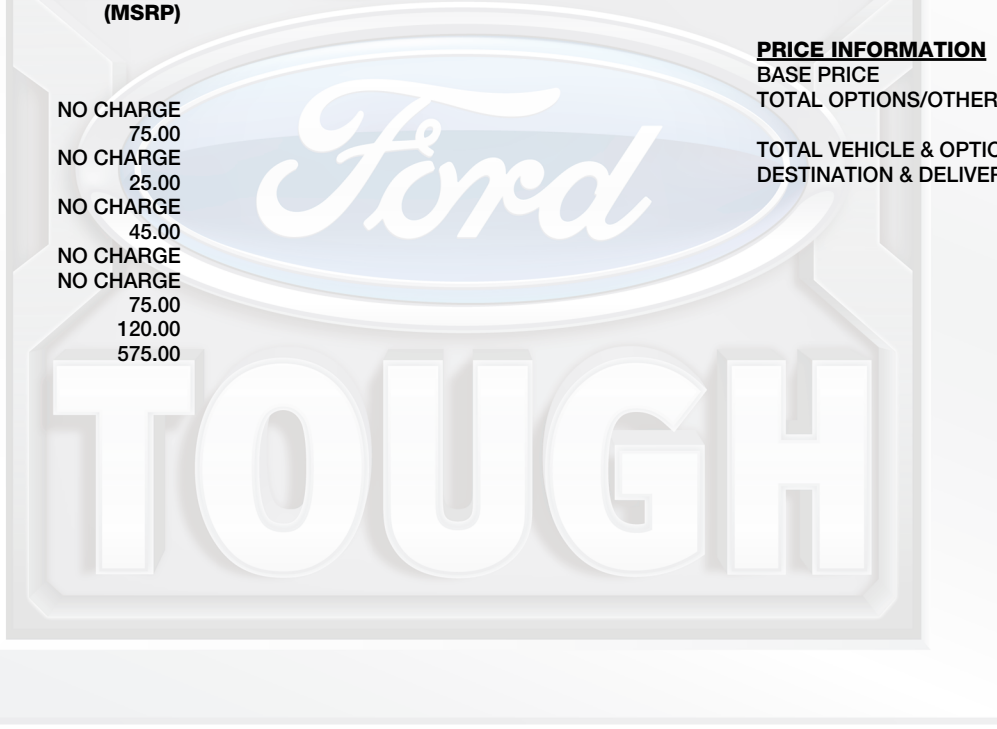 (MSRP)
NO CHARGE
75.00
NO CHARGE
25.00
NO CHARGE
45.00
NO CHARGE
NO CHARGE
75.00
120.00
575.00
PRICE INFORMATION
BASE PRICE
TOTAL OPTIONS/OTHER
TOTAL VEHICLE & OPTIO
DESTINATION & DELIVER
Ford
TOUGH